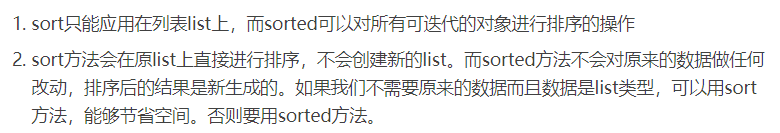 1. sort只能应用在列表list上，而sorted可以对所有可迭代的对象进行排序的操作
2. sort方法会在原list上直接进行排序，不会创建新的list。而sorted方法不会对原来的数据做任何
改动，排序后的结果是新生成的。如果我们不需要原来的数据而且数据是list类型，可以用sort
方法，能够节省空间。否则要用sorted方法。